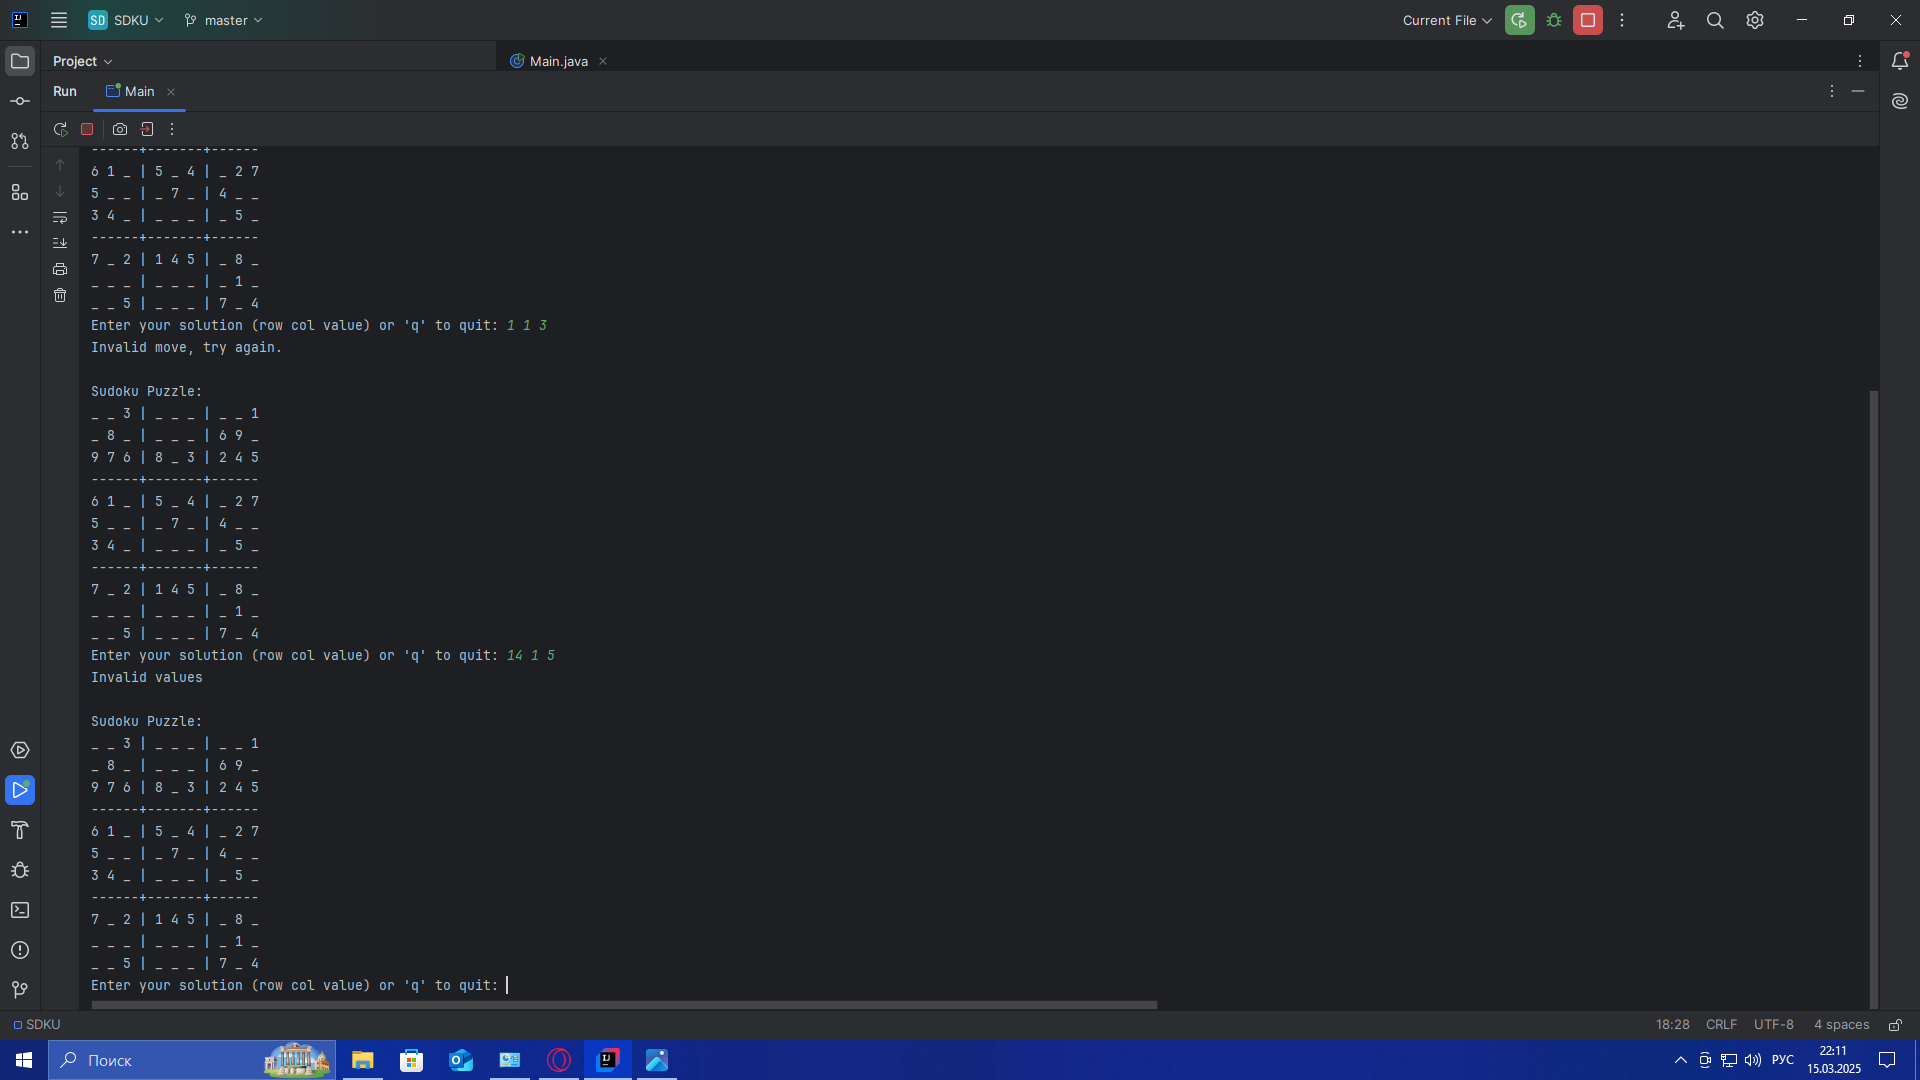 SD SDKU master Current File
Project Main.java
Run Main
------+-------+------
6 1 _ | 5 _ 4 | _ 2 7
5 _ _ | _ 7 _ | 4 _ _
3 4 _ | _ _ _ | _ 5 _
------+-------+------
7 _ 2 | 1 4 5 | _ 8 _
_ _ _ | _ _ _ | _ 1 _
_ _ 5 | _ _ _ | 7 _ 4
Enter your solution (row col value) or 'q' to quit: 1 1 3
Invalid move, try again.
Sudoku Puzzle:
_ _ 3 | _ _ _ | _ _ 1
_ 8 _ | _ _ _ | 6 9 _
9 7 6 | 8 _ 3 | 2 4 5
------+-------+------
6 1 _ | 5 _ 4 | _ 2 7
5 _ _ | _ 7 _ | 4 _ _
3 4 _ | _ _ _ | _ 5 _
------+-------+------
7 _ 2 | 1 4 5 | _ 8 _
_ _ _ | _ _ _ | _ 1 _
_ _ 5 | _ _ _ | 7 _ 4
Enter your solution (row col value) or 'q' to quit: 14 1 5
Invalid values
Sudoku Puzzle:
_ _ 3 | _ _ _ | _ _ 1
_ 8 _ | _ _ _ | 6 9 _
9 7 6 | 8 _ 3 | 2 4 5
------+-------+------
6 1 _ | 5 _ 4 | _ 2 7
5 _ _ | _ 7 _ | 4 _ _
3 4 _ | _ _ _ | _ 5 _
------+-------+------
7 _ 2 | 1 4 5 | _ 8 _
_ _ _ | _ _ _ | _ 1 _
_ _ 5 | _ _ _ | 7 _ 4
Enter your solution (row col value) or 'q' to quit:
SDKU 18:28 CRLF UTF-8 4 spaces
Поиск РУС 22:11
15.03.2025